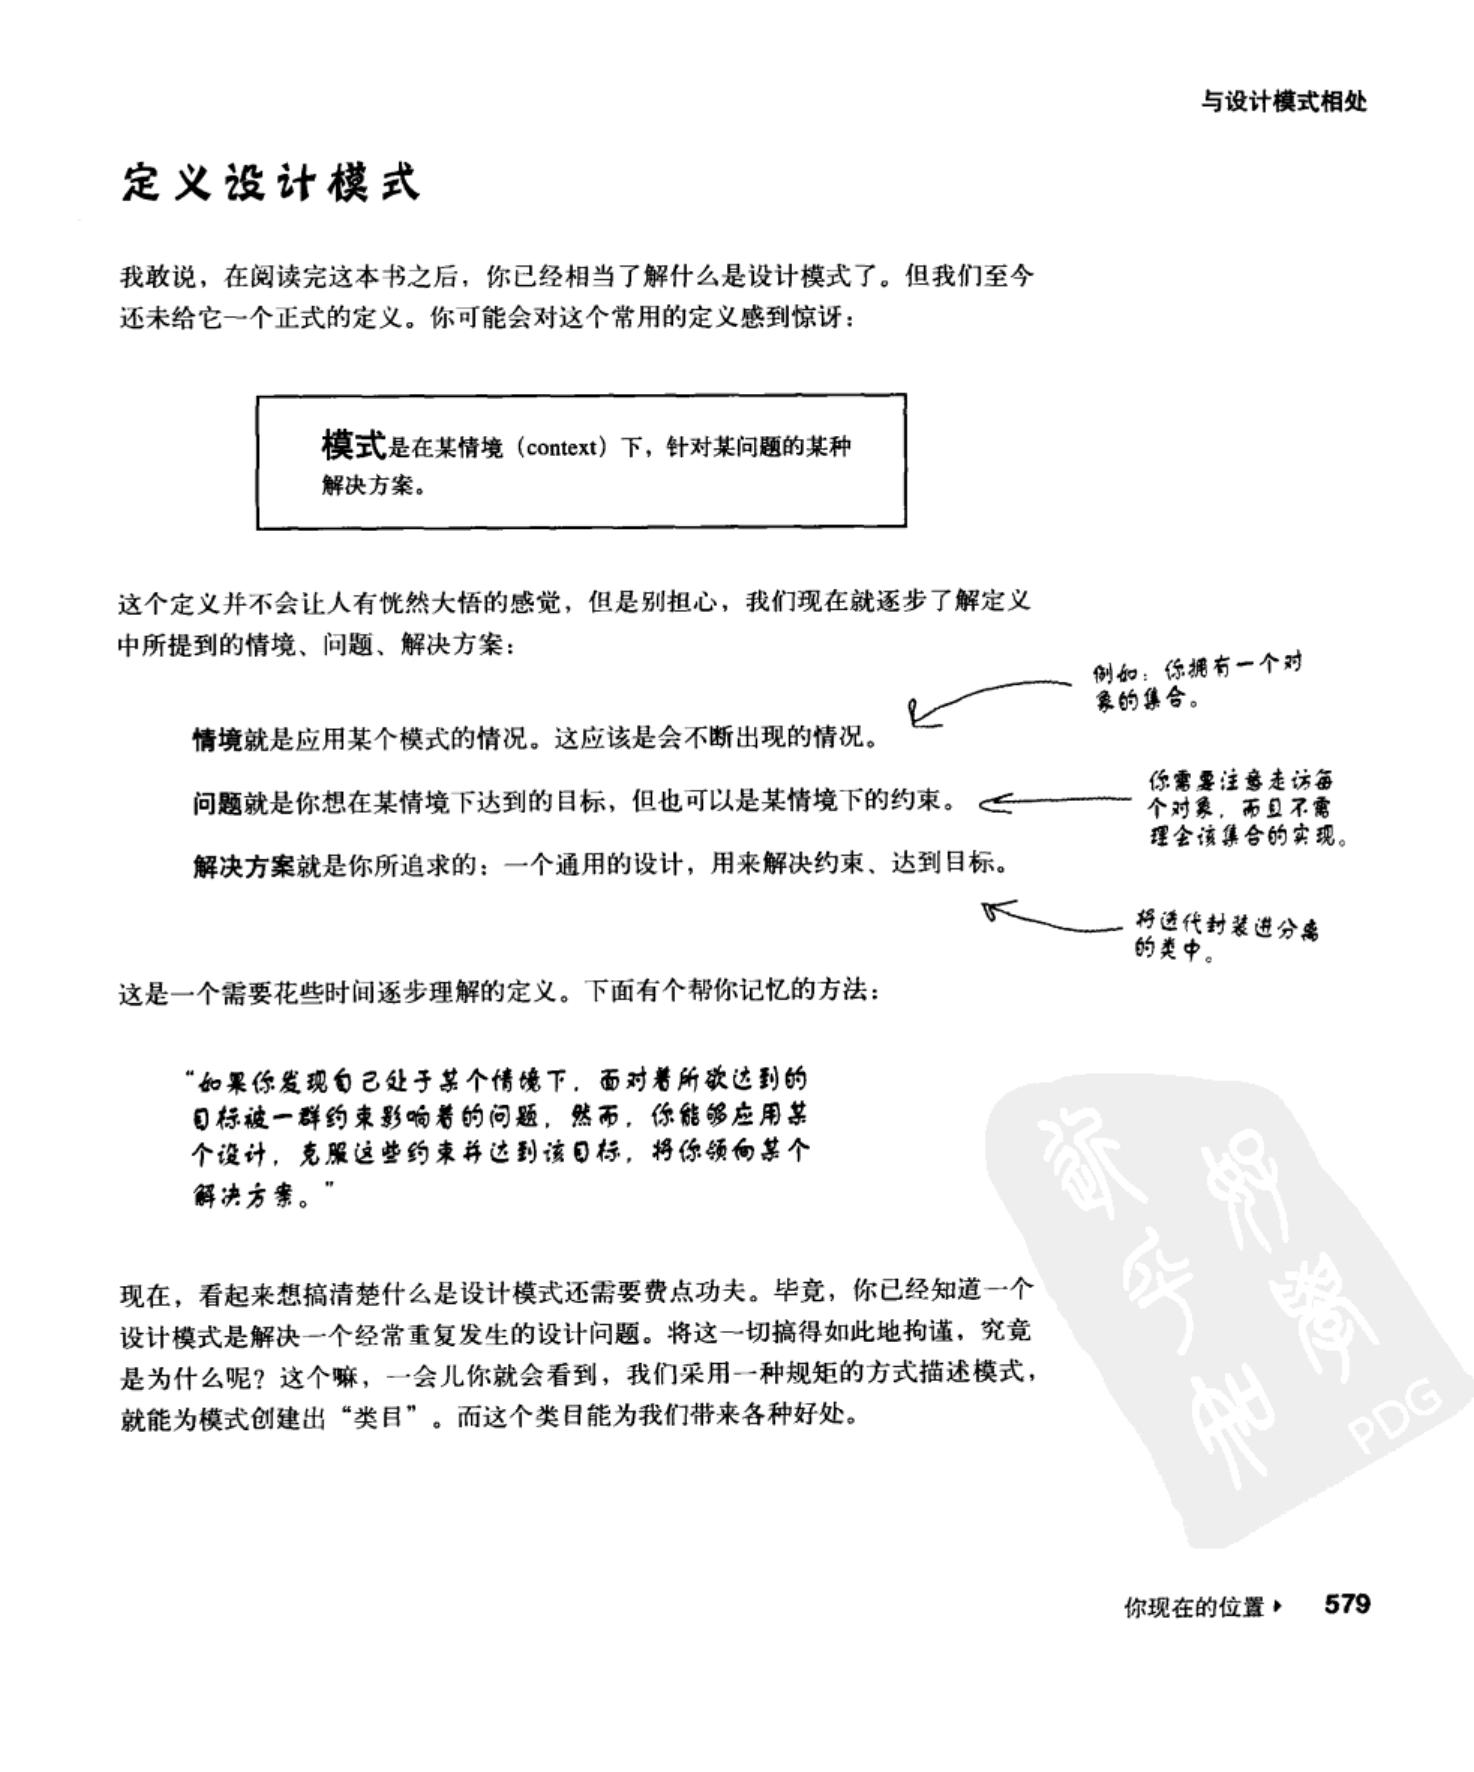 与设计模式相处
定义设计模式
我敢说，在阅读完这本书之后，你已经相当了解什么是设计模式了。但我们至今
还未给它一个正式的定义。你可能会对这个常用的定义感到惊讶：
模式是在某情境（context）下，针对某问题的某种
解决方案。
这个定义并不会让人有恍然大悟的感觉，但是别担心，我们现在就逐步了解定义
中所提到的情境、问题、解决方案：
例如：你拥有一个对
象的集合。
情境就是应用某个模式的情况。这应该是会不断出现的情况。
你需要注意走访每
个对象，而且不需
理会该集合的实现。
问题就是你想在某情境下达到的目标，但也可以是某情境下的约束。
解决方案就是你所追求的：一个通用的设计，用来解决约束、达到目标。
将迭代封装进分离
的类中。
这是一个需要花些时间逐步理解的定义。下面有个帮你记忆的方法：
“如果你发现自己处于某个情境下，面对着所欲达到的
目标被一群约束影响着的问题，然而，你能够应用某
个设计，克服这些约束并达到该目标，将你领向某个
解决方案。”
现在，看起来想搞清楚什么是设计模式还需要费点功夫。毕竟，你已经知道一个
设计模式是解决一个经常重复发生的设计问题。将这一切搞得如此地拘谨，究竟
是为什么呢？这个嘛，一会儿你就会看到，我们采用一种规矩的方式描述模式，
就能为模式创建出“类目”。而这个类目能为我们带来各种好处。
PDG
你现在的位置▸ 579